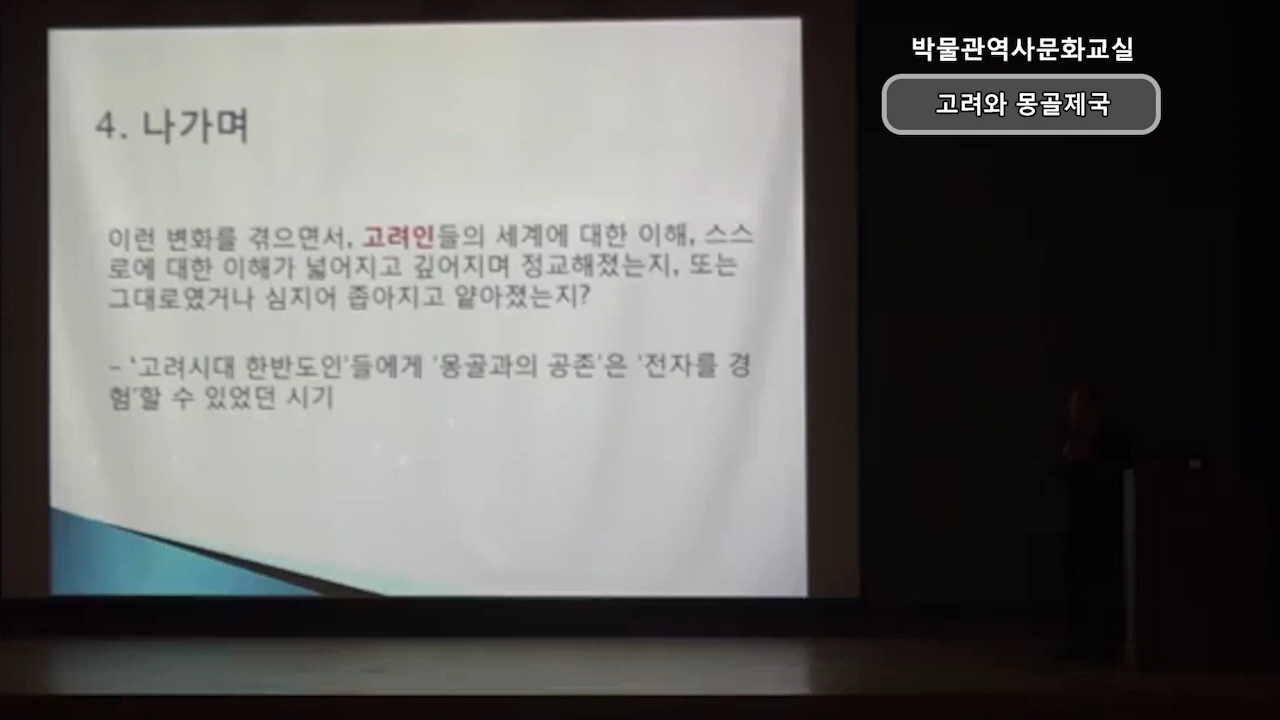 박물관역사문화교실
고려와 몽골제국
4. 나가며
이런 변화를 겪으면서, 고려인들의 세계에 대한 이해, 스스
로에 대한 이해가 넓어지고 깊어지며 정교해졌는지, 또는
그대로였거나 심지어 좁아지고 얕아졌는지?
- '고려시대 한반도인'들에게 '몽골과의 공존'은 '전자를 경
험'할 수 있었던 시기